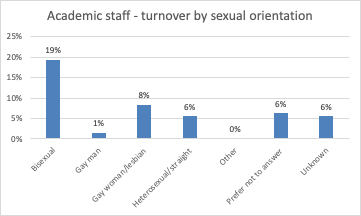 Academic staff - turnover by sexual orientation
25%
20%
15%
10%
5%
0%
19%
1%
8%
6%
0%
6%
6%
Bisexual
Gay man
Gay woman/lesbian
Heterosexual/straight
Other
Prefer not to answer
Unknown